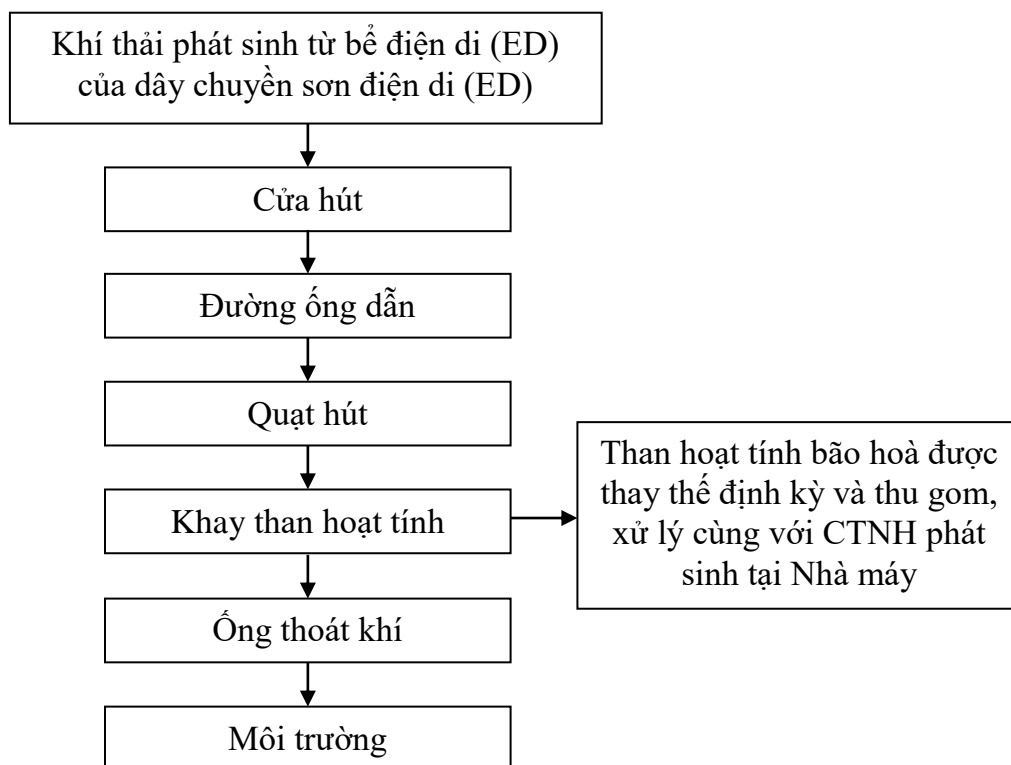 Khí thải phát sinh từ bể điện di (ED)
của dây chuyền sơn điện di (ED)
Cửa hút
Đường ống dẫn
Quạt hút
Khay than hoạt tính
Than hoạt tính bão hoà được
thay thế định kỳ và thu gom,
xử lý cùng với CTNH phát
sinh tại Nhà máy
Ống thoát khí
Môi trường